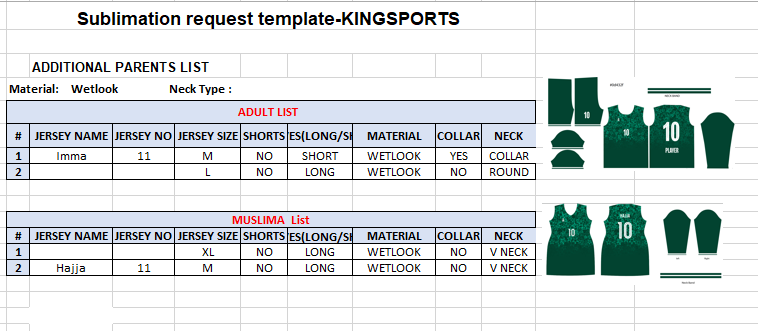 Sublimation request template-KINGSPORTS
ADDITIONAL PARENTS LIST
Material: Wetlook Neck Type :
ADULT LIST
# JERSEY NAME JERSEY NO JERSEY SIZE SHORTS ES(LONG/SH MATERIAL COLLAR NECK
1 Imma 11 M NO SHORT WETLOOK YES COLLAR
2 L NO LONG WETLOOK NO ROUND
MUSLIMA List
# JERSEY NAME JERSEY NO JERSEY SIZE SHORTS ES(LONG/SH MATERIAL COLLAR NECK
1 XL NO LONG WETLOOK NO V NECK
2 Hajja 11 M NO LONG WETLOOK NO V NECK
10
10
10
PLAYER
10
HAJJA
10